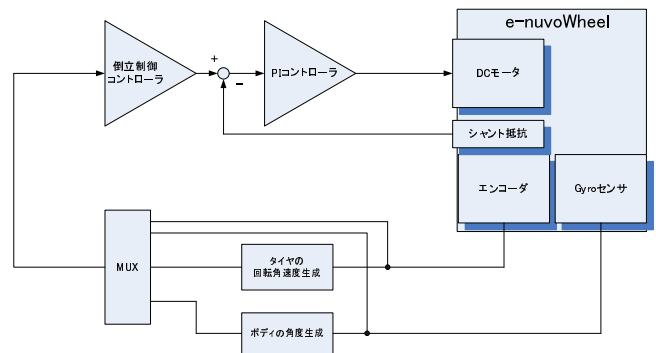 e-nuvoWheel
倒立制御
コントローラ
+
−
PIコントローラ
DCモータ
シャント抵抗
エンコーダ
Gyroセンサ
MUX
タイヤの
回転角速度生成
ボディの角度生成